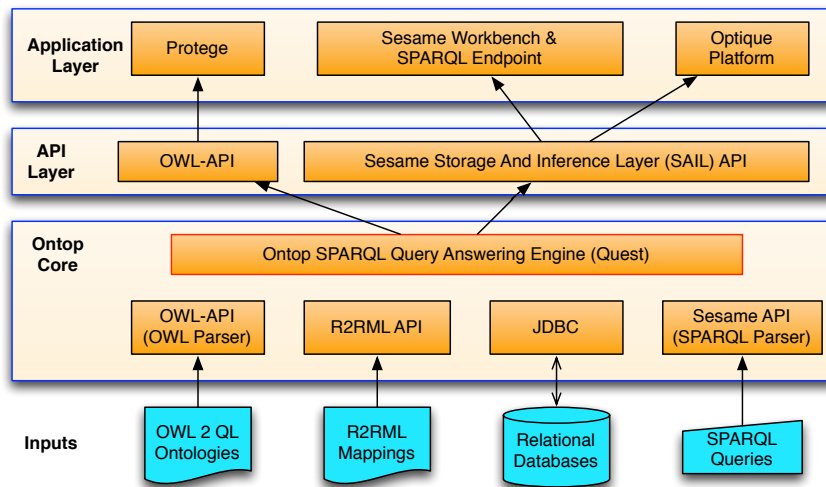 Application
Layer
Protege
Sesame Workbench &
SPARQL Endpoint
Optique
Platform
API
Layer
OWL-API
Sesame Storage And Inference Layer (SAIL) API
Ontop
Core
Ontop SPARQL Query Answering Engine (Quest)
OWL-API
(OWL Parser)
R2RML API
JDBC
Sesame API
(SPARQL Parser)
Inputs
OWL 2 QL
Ontologies
R2RML
Mappings
Relational
Databases
SPARQL
Queries